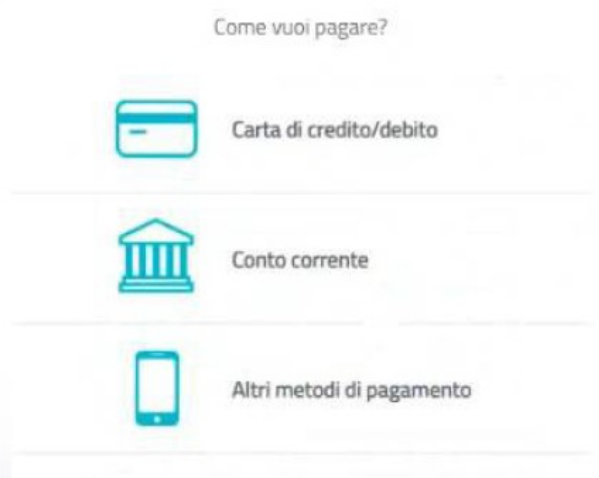 Come vuoi pagare?
Carta di credito/debito
Conto corrente
Altri metodi di pagamento